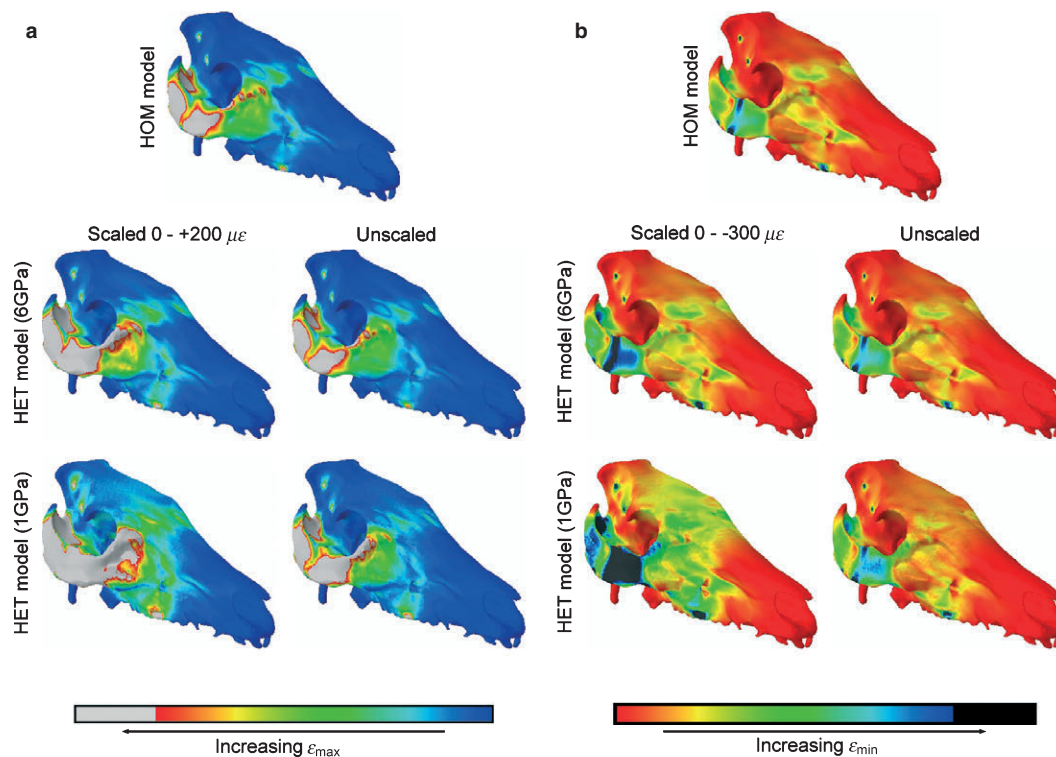 a
b
HOM model
HOM model
Scaled 0 - +200 με
Unscaled
Scaled 0 - -300 με
Unscaled
HET model (6GPa)
HET model (6GPa)
HET model (1GPa)
HET model (1GPa)
Increasing εmax
Increasing εmin